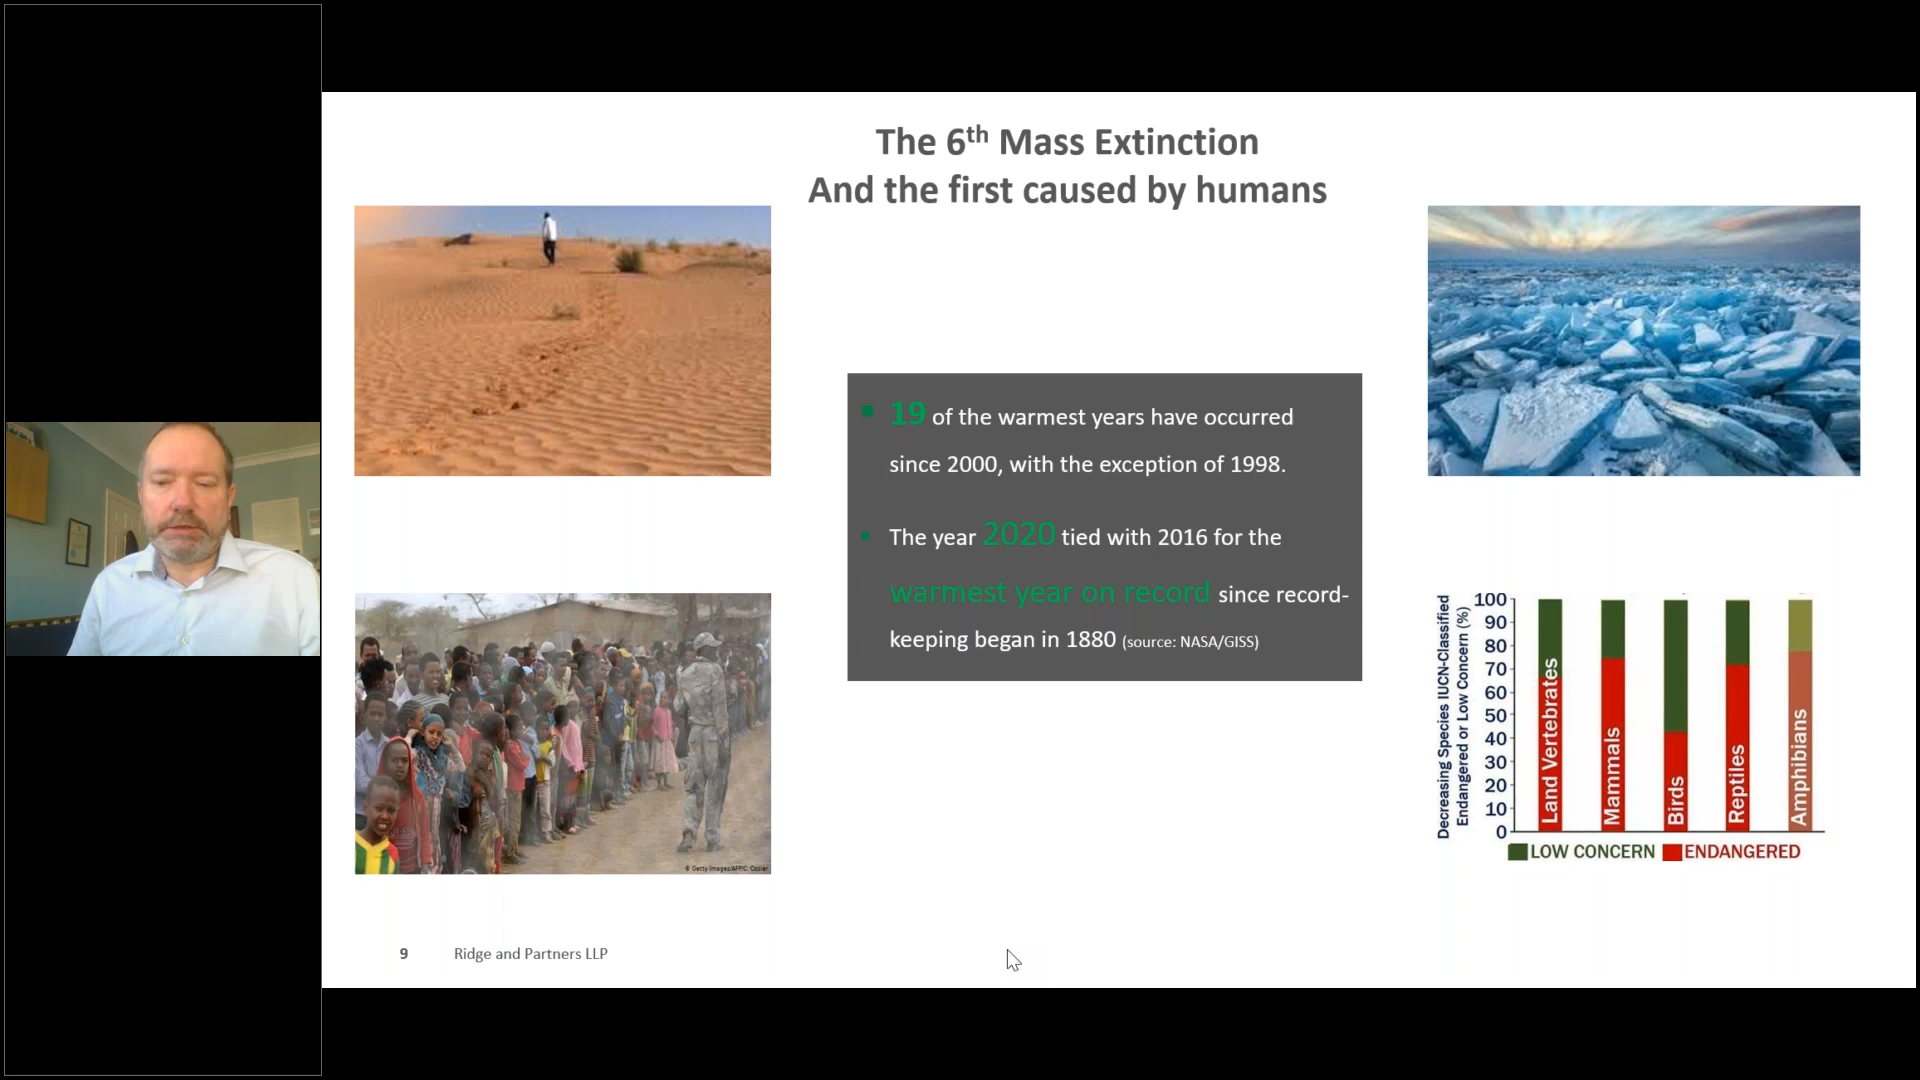 The 6th Mass Extinction
And the first caused by humans
19 of the warmest years have occurred
since 2000, with the exception of 1998.
The year 2020 tied with 2016 for the
warmest year on record since record-
keeping began in 1880 (source: NASA/GISS)
© Getty Images/AFP/C. Cosier
Decreasing Species IUCN-Classified
Endangered or Low Concern (%)
100
90
80
70
60
50
40
30
20
10
0
Land Vertebrates
Mammals
Birds
Reptiles
Amphibians
LOW CONCERN ENDANGERED
9 Ridge and Partners LLP